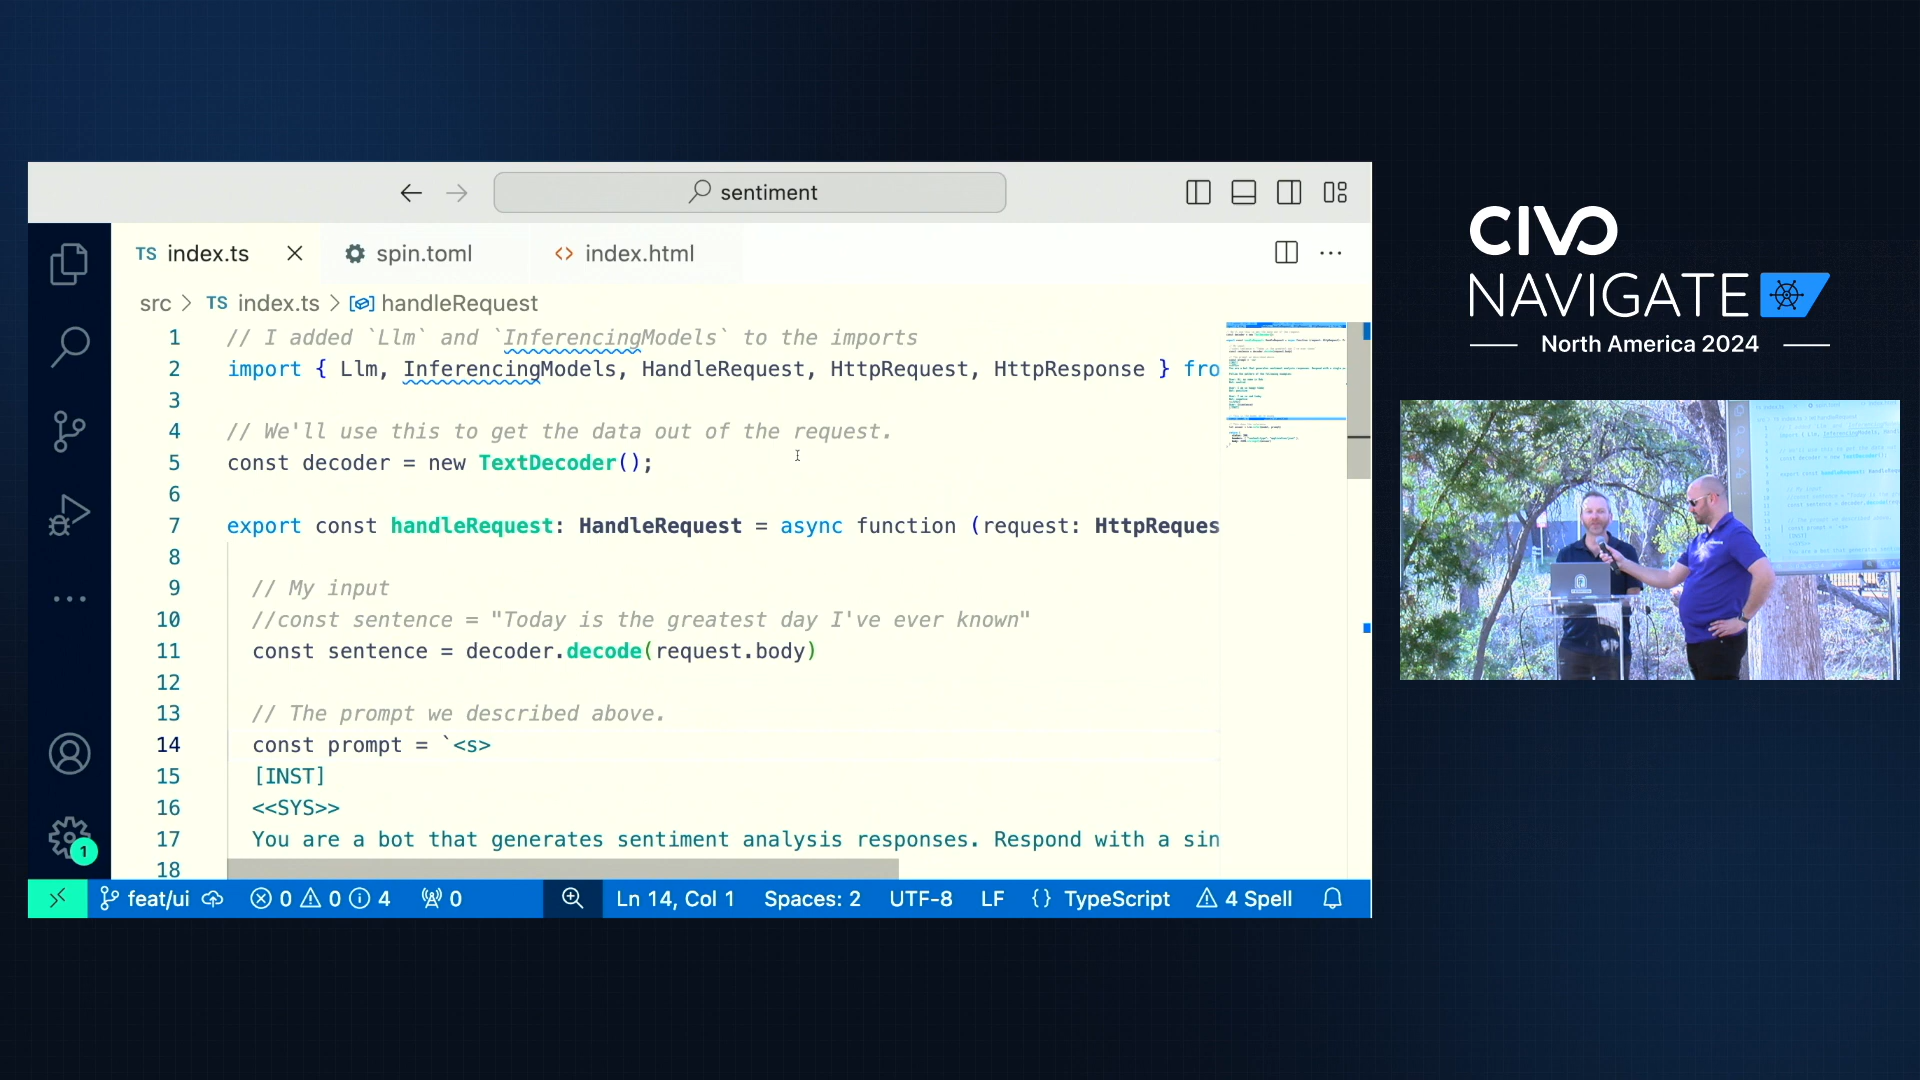 sentiment
TS index.ts
spin.toml
<> index.html
src > TS index.ts > handleRequest
1 // I added `Llm` and `InferencingModels` to the imports
2 import { Llm, InferencingModels, HandleRequest, HttpRequest, HttpResponse } fro
3
4 // We'll use this to get the data out of the request.
5 const decoder = new TextDecoder();
6
7 export const handleRequest: HandleRequest = async function (request: HttpReques
8
9 // My input
10 //const sentence = "Today is the greatest day I've ever known"
11 const sentence = decoder.decode(request.body)
12
13 // The prompt we described above.
14 const prompt = `<s>
15 [INST]
16 <<SYS>>
17 You are a bot that generates sentiment analysis responses. Respond with a sin
18
1
feat/ui 0 0 4 0 Ln 14, Col 1 Spaces: 2 UTF-8 LF {} TypeScript 4 Spell
CIVO
NAVIGATE
North America 2024